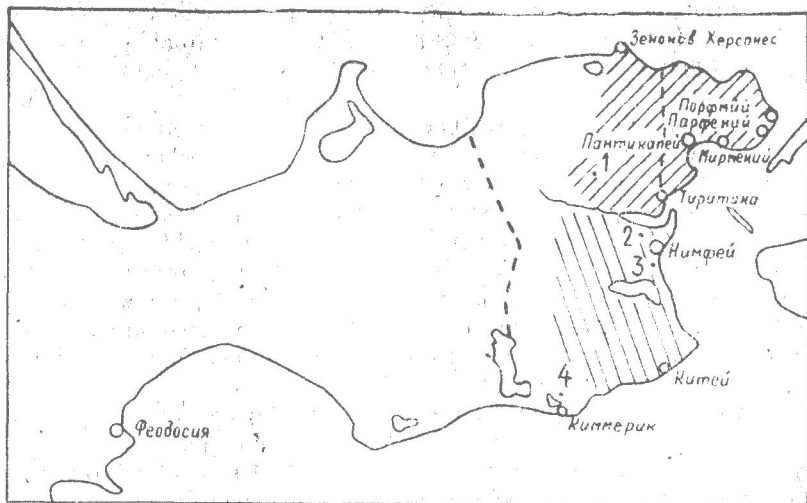 Зенонов Херсонес
Порфмий
Парфений
Пантикапей
Мирмекий
1
Тиритака
2
Нимфей
3
Китей
4
Киммерик
Феодосия